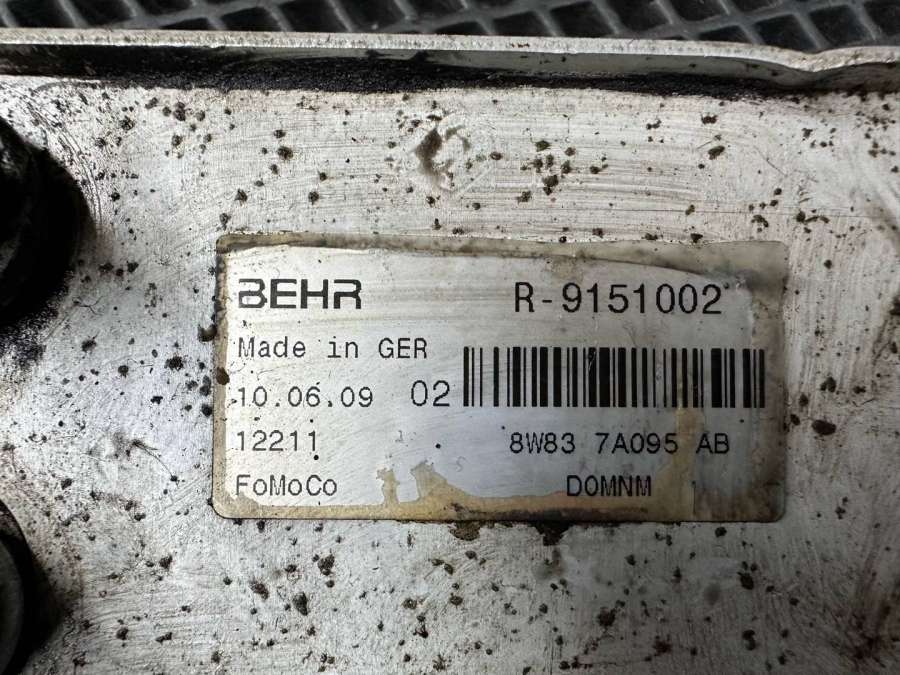 BEHR R-9151002
Made in GER
10.06.09 02
12211 8W83 7A095 AB
FoMoCo DOMNM